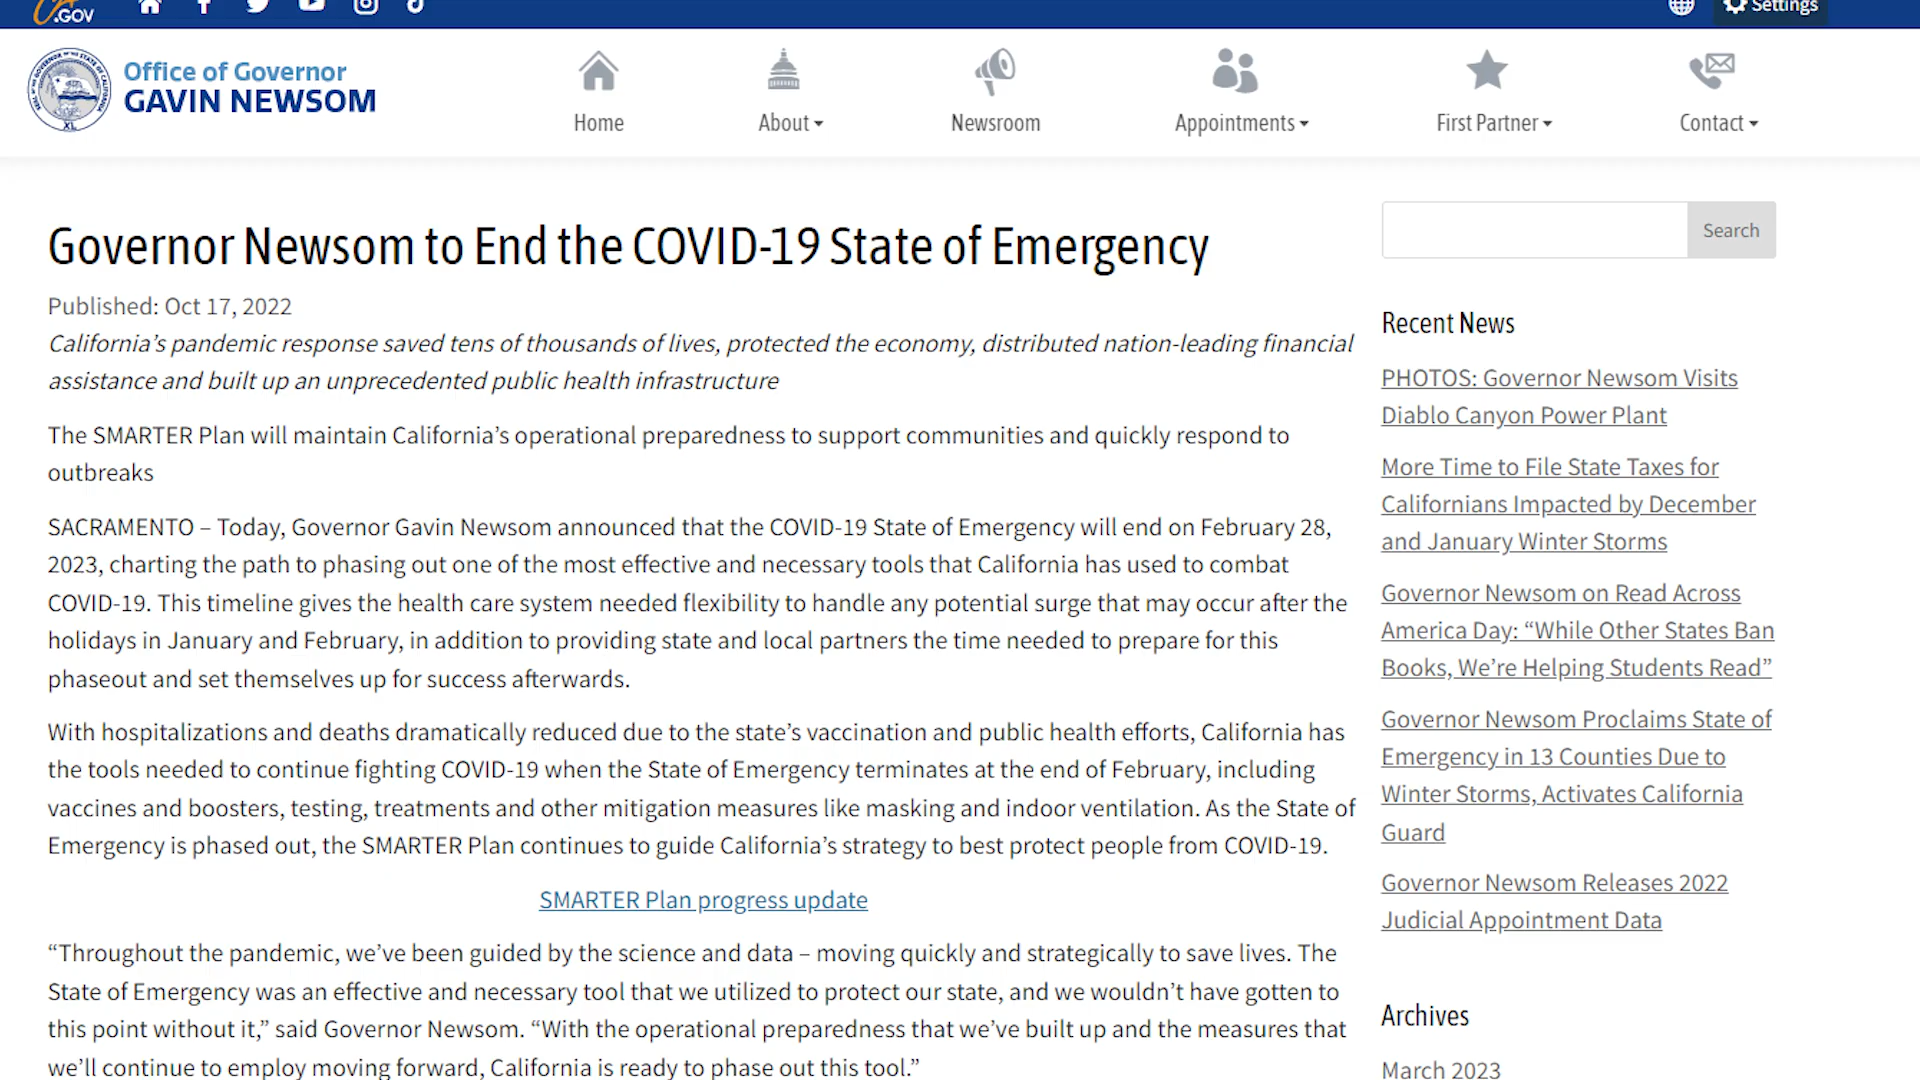 .GOV
Settings
Office of Governor
GAVIN NEWSOM
Home
About
Newsroom
Appointments
First Partner
Contact
Governor Newsom to End the COVID-19 State of Emergency
Published: Oct 17, 2022
California’s pandemic response saved tens of thousands of lives, protected the economy, distributed nation-leading financial
assistance and built up an unprecedented public health infrastructure
The SMARTER Plan will maintain California’s operational preparedness to support communities and quickly respond to
outbreaks
SACRAMENTO – Today, Governor Gavin Newsom announced that the COVID-19 State of Emergency will end on February 28,
2023, charting the path to phasing out one of the most effective and necessary tools that California has used to combat
COVID-19. This timeline gives the health care system needed flexibility to handle any potential surge that may occur after the
holidays in January and February, in addition to providing state and local partners the time needed to prepare for this
phaseout and set themselves up for success afterwards.
With hospitalizations and deaths dramatically reduced due to the state’s vaccination and public health efforts, California has
the tools needed to continue fighting COVID-19 when the State of Emergency terminates at the end of February, including
vaccines and boosters, testing, treatments and other mitigation measures like masking and indoor ventilation. As the State of
Emergency is phased out, the SMARTER Plan continues to guide California’s strategy to best protect people from COVID-19.
SMARTER Plan progress update
“Throughout the pandemic, we’ve been guided by the science and data – moving quickly and strategically to save lives. The
State of Emergency was an effective and necessary tool that we utilized to protect our state, and we wouldn’t have gotten to
this point without it,” said Governor Newsom. “With the operational preparedness that we’ve built up and the measures that
we’ll continue to employ moving forward, California is ready to phase out this tool.”
Search
Recent News
PHOTOS: Governor Newsom Visits
Diablo Canyon Power Plant
More Time to File State Taxes for
Californians Impacted by December
and January Winter Storms
Governor Newsom on Read Across
America Day: “While Other States Ban
Books, We’re Helping Students Read”
Governor Newsom Proclaims State of
Emergency in 13 Counties Due to
Winter Storms, Activates California
Guard
Governor Newsom Releases 2022
Judicial Appointment Data
Archives
March 2023